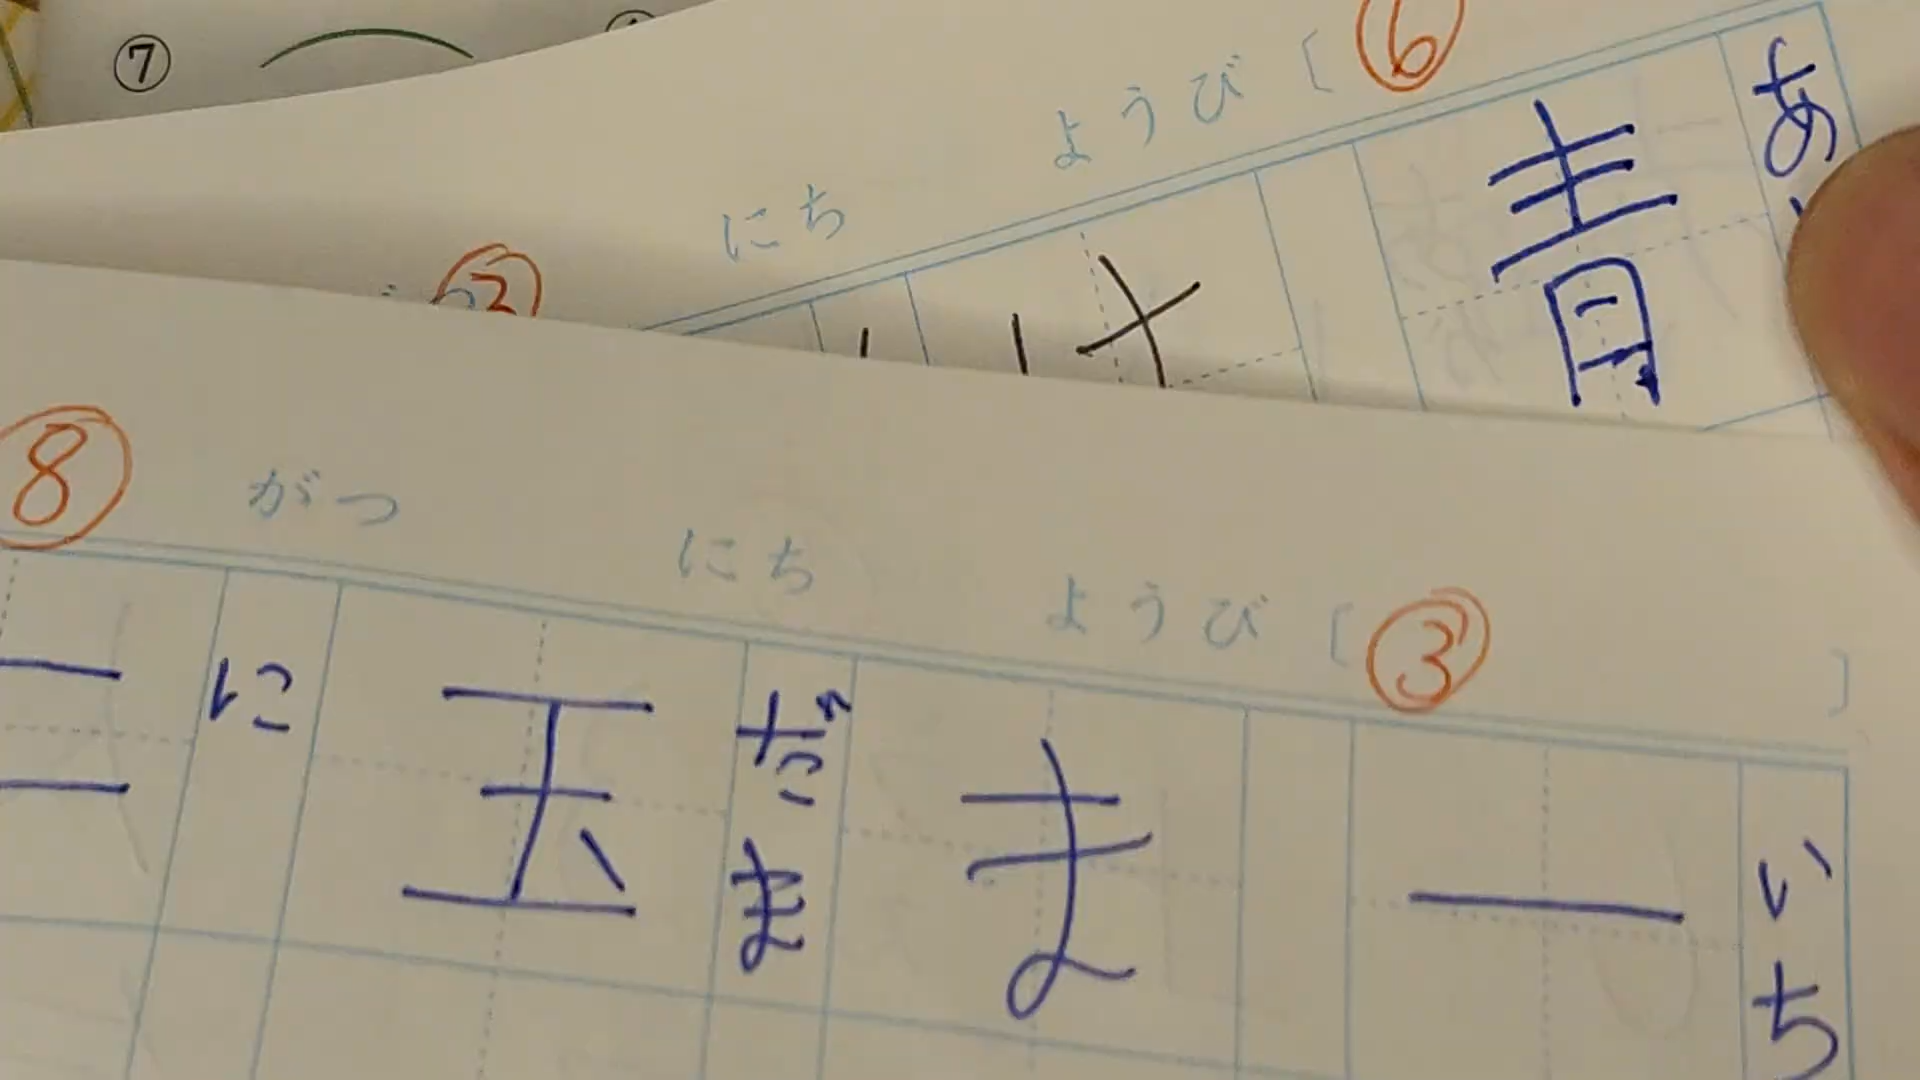 ⑦
ようび〔 ⑥
にち
あ
青
け
⑧ がつ にち ようび〔 ③ 〕
いち
一
ま
だま
玉
に
二